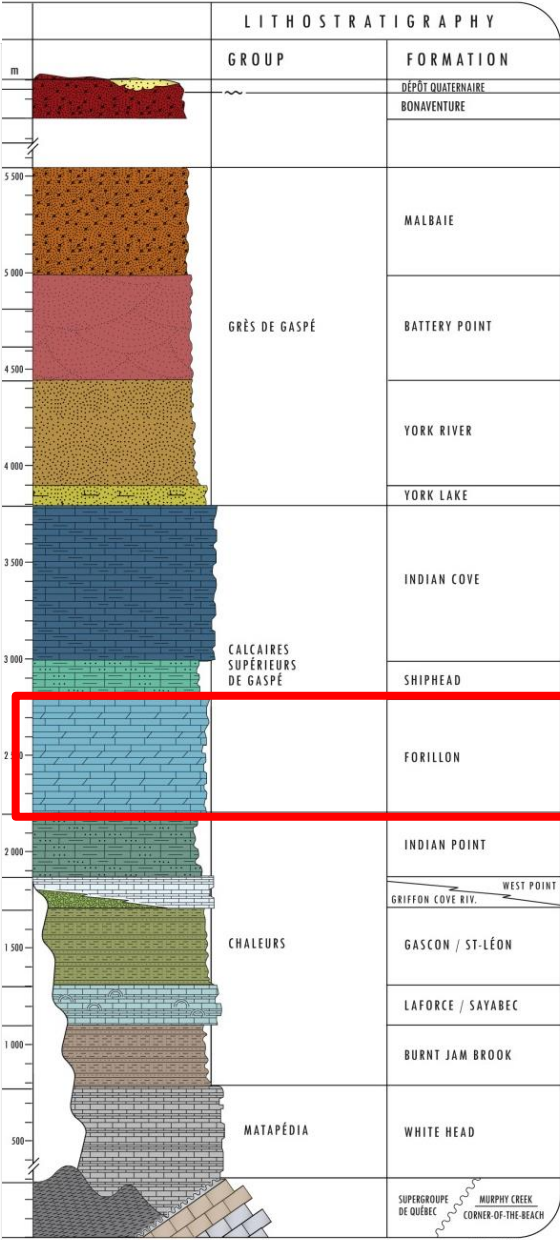 LITHOSTRATIGRAPHY
GROUP
FORMATION
m
DÉPÔT QUATERNAIRE
BONAVENTURE
5 500
MALBAIE
5 000
GRÈS DE GASPÉ
BATTERY POINT
4 500
YORK RIVER
4 000
YORK LAKE
3 500
INDIAN COVE
3 000
CALCAIRES
SUPÉRIEURS
DE GASPÉ
SHIPHEAD
FORILLON
INDIAN POINT
2 000
WEST POINT
GRIFFON COVE RIV.
CHALEURS
GASCON / ST-LÉON
1 500
LAFORCE / SAYABEC
1 000
BURNT JAM BROOK
MATAPÉDIA
WHITE HEAD
500
SUPERGROUPE
DE QUÉBEC
MURPHY CREEK
CORNER-OF-THE-BEACH